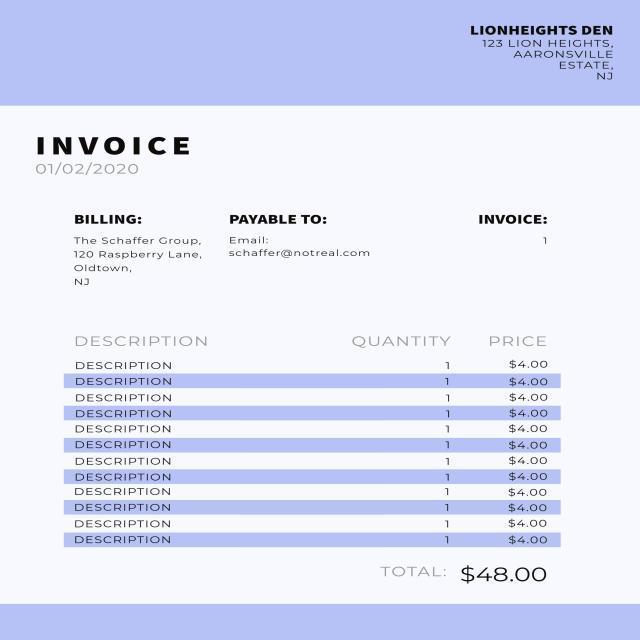 LIONHEIGHTS DEN
123 LION HEIGHTS,
AARONSVILLE
ESTATE,
NJ
INVOICE
01/02/2020
BILLING:
The Schaffer Group,
120 Raspberry Lane,
Oldtown,
NJ
PAYABLE TO:
Email:
schaffer@notreal.com
INVOICE:
1
DESCRIPTION QUANTITY PRICE
DESCRIPTION 1 $4.00
DESCRIPTION 1 $4.00
DESCRIPTION 1 $4.00
DESCRIPTION 1 $4.00
DESCRIPTION 1 $4.00
DESCRIPTION 1 $4.00
DESCRIPTION 1 $4.00
DESCRIPTION 1 $4.00
DESCRIPTION 1 $4.00
DESCRIPTION 1 $4.00
DESCRIPTION 1 $4.00
DESCRIPTION 1 $4.00
TOTAL: $48.00